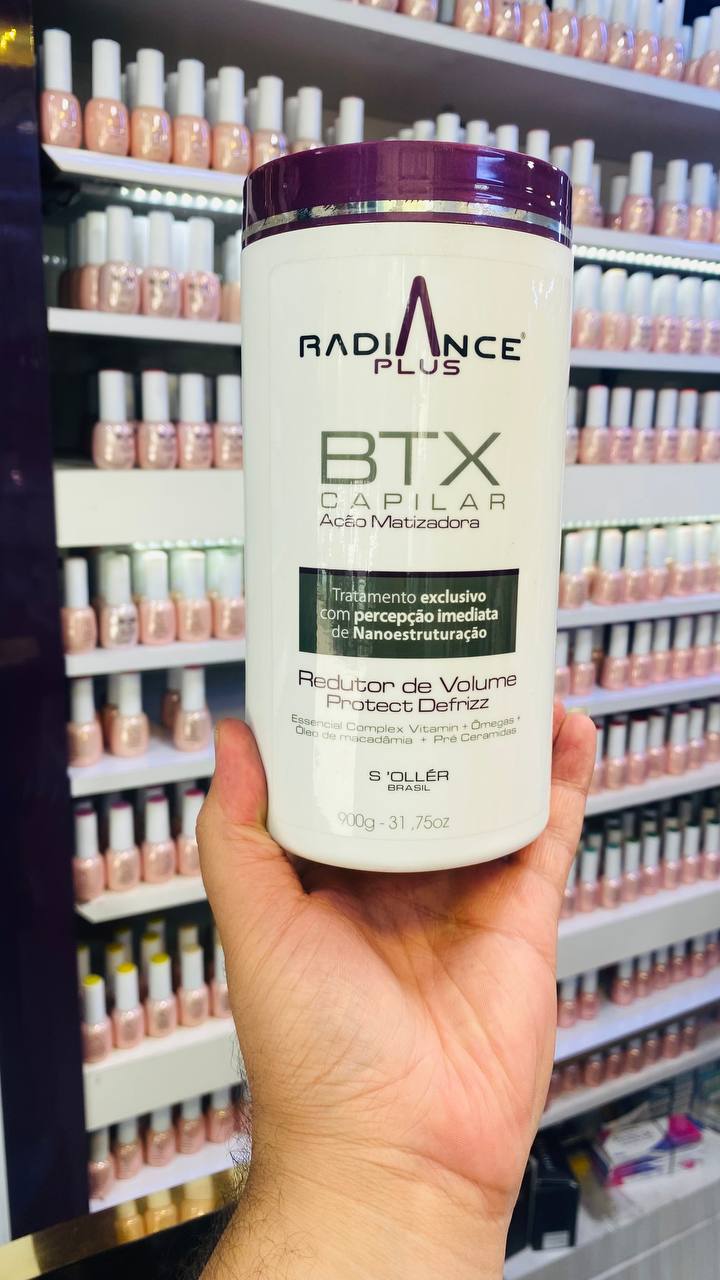 RADIANCE®
PLUS
BTX
CAPILAR
Ação Matizadora
Tratamento exclusivo
com percepção imediata
de Nanoestruturação
Redutor de Volume
Protect Defrizz
Essencial Complex Vitamin + Ômegas +
Óleo de macadâmia + Pré Ceramidas
S 'OLLÉR
BRASIL
900g - 31 ,75oz